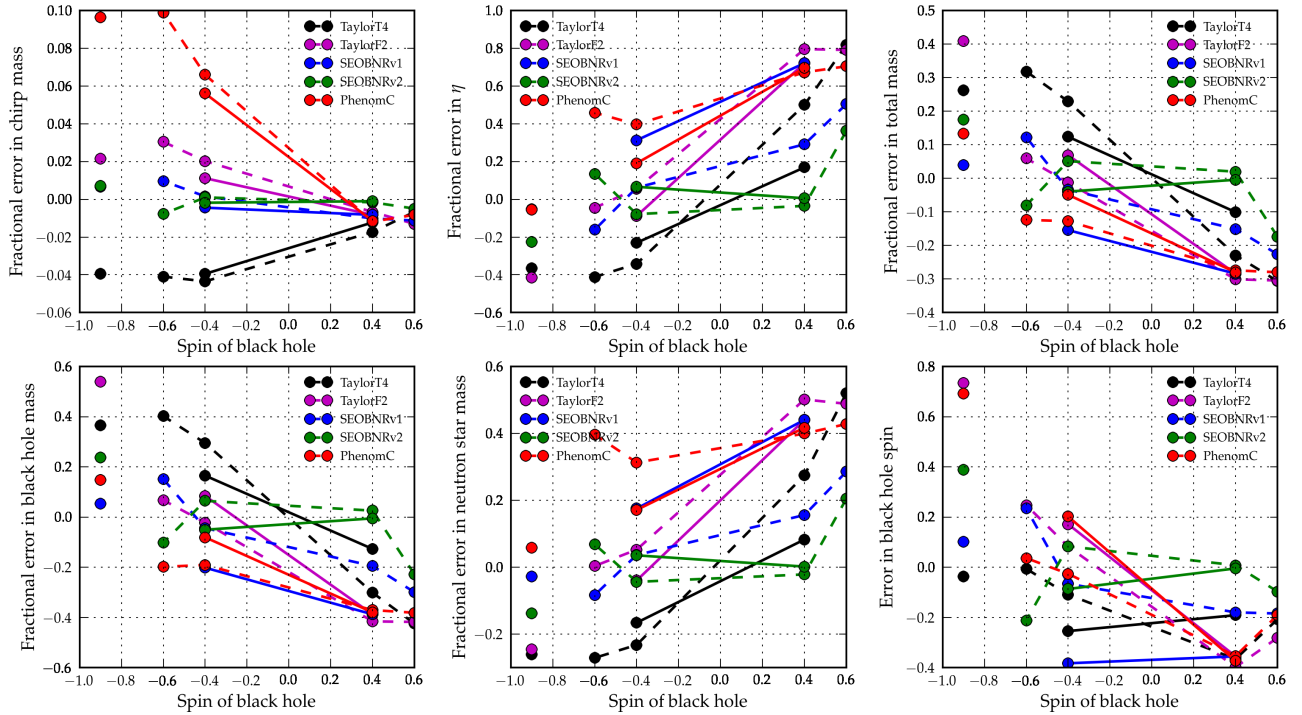 0.10
0.08
0.06
0.04
0.02
0.00
−0.02
−0.04
−0.06
Fractional error in chirp mass
TaylorT4
TaylorF2
SEOBNRv1
SEOBNRv2
PhenomC
−1.0 −0.8 −0.6 −0.4 −0.2 0.0 0.2 0.4 0.6
Spin of black hole
1.0
0.8
0.6
0.4
0.2
0.0
−0.2
−0.4
−0.6
Fractional error in η
TaylorT4
TaylorF2
SEOBNRv1
SEOBNRv2
PhenomC
−1.0 −0.8 −0.6 −0.4 −0.2 0.0 0.2 0.4 0.6
Spin of black hole
0.5
0.4
0.3
0.2
0.1
0.0
−0.1
−0.2
−0.3
−0.4
Fractional error in total mass
TaylorT4
TaylorF2
SEOBNRv1
SEOBNRv2
PhenomC
−1.0 −0.8 −0.6 −0.4 −0.2 0.0 0.2 0.4 0.6
Spin of black hole
0.6
0.4
0.2
0.0
−0.2
−0.4
−0.6
Fractional error in black hole mass
TaylorT4
TaylorF2
SEOBNRv1
SEOBNRv2
PhenomC
−1.0 −0.8 −0.6 −0.4 −0.2 0.0 0.2 0.4 0.6
Spin of black hole
0.6
0.4
0.2
0.0
−0.2
Fractional error in neutron star mass
TaylorT4
TaylorF2
SEOBNRv1
SEOBNRv2
PhenomC
−1.0 −0.8 −0.6 −0.4 −0.2 0.0 0.2 0.4 0.6
Spin of black hole
0.8
0.6
0.4
0.2
0.0
−0.2
−0.4
Error in black hole spin
TaylorT4
TaylorF2
SEOBNRv1
SEOBNRv2
PhenomC
−1.0 −0.8 −0.6 −0.4 −0.2 0.0 0.2 0.4 0.6
Spin of black hole